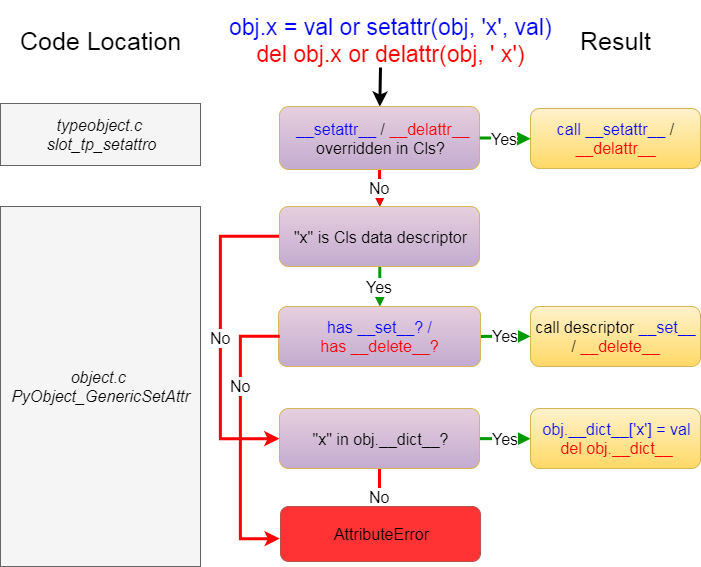 Code Location
obj.x = val or setattr(obj, 'x', val)
del obj.x or delattr(obj, ' x')
Result
typeobject.c
slot_tp_setattro
__setattr__ / __delattr__
overridden in Cls?
Yes
call __setattr__ /
__delattr__
No
"x" is Cls data descriptor
Yes
has __set__? /
has __delete__?
Yes
call descriptor __set__
/ __delete__
No
No
object.c
PyObject_GenericSetAttr
"x" in obj.__dict__?
Yes
obj.__dict__['x'] = val
del obj.__dict__
No
AttributeError